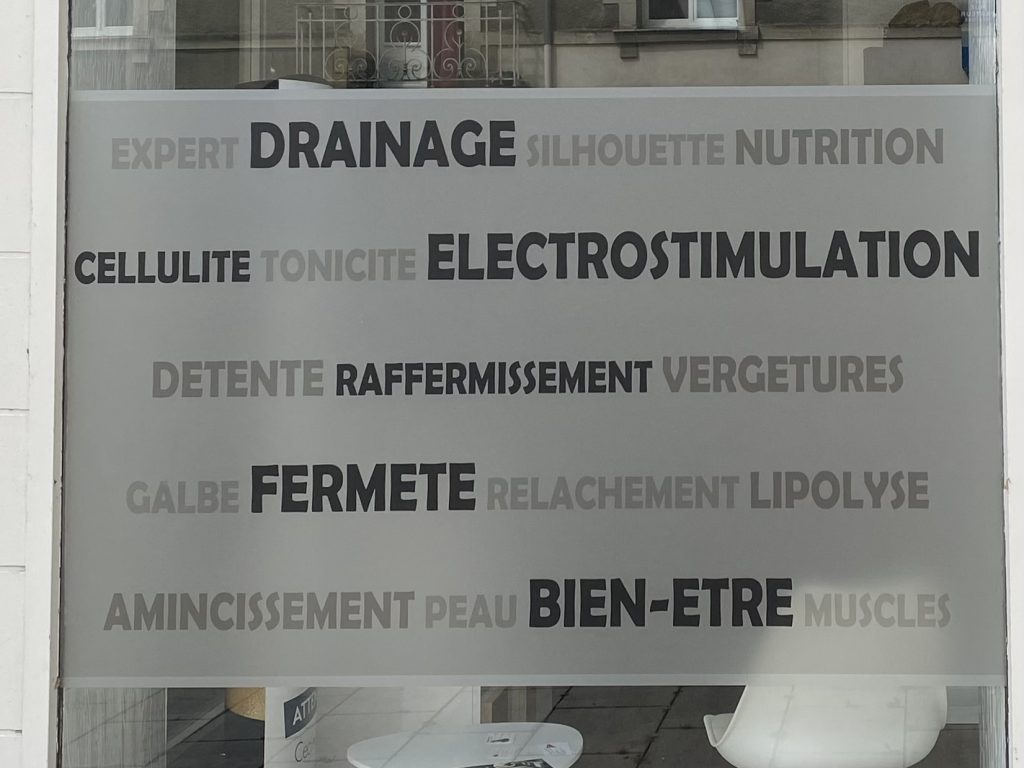 EXPERT DRAINAGE SILHOUETTE NUTRITION
CELLULITE TONICITE ELECTROSTIMULATION
DETENTE RAFFERMISSEMENT VERGETURES
GALBE FERMETE RELACHEMENT LIPOLYSE
AMINCISSEMENT PEAU BIEN-ETRE MUSCLES